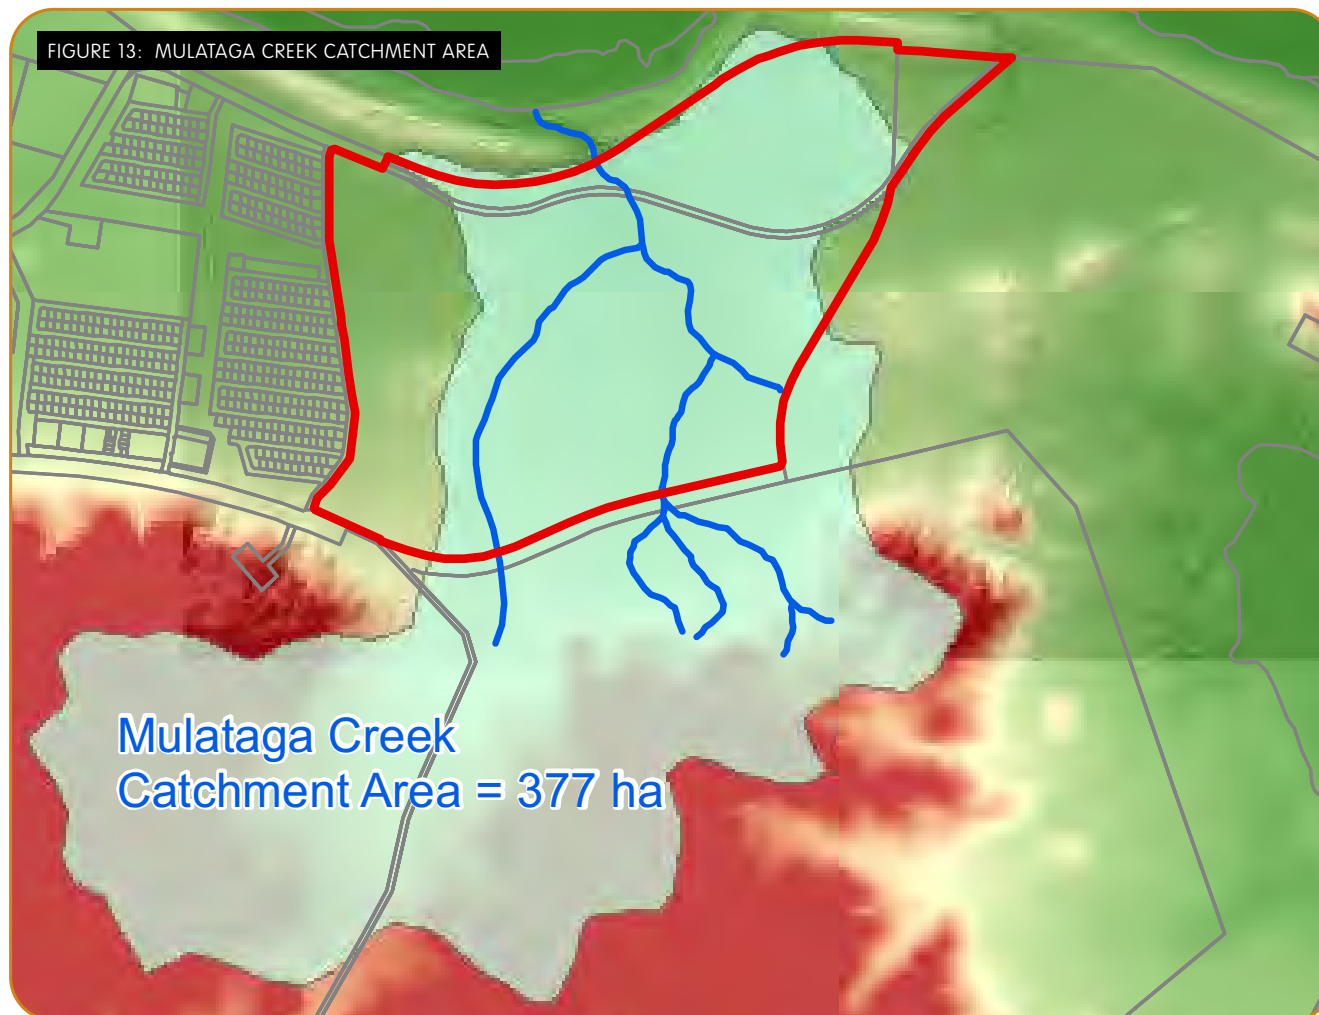 FIGURE 13: MULATAGA CREEK CATCHMENT AREA
Mulataga Creek
Catchment Area = 377 ha